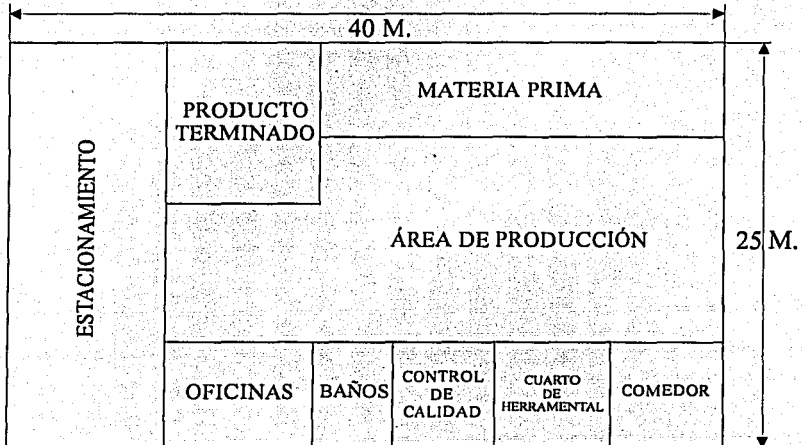 40 M.
MATERIA PRIMA
PRODUCTO
TERMINADO
ESTACIONAMIENTO
ÁREA DE PRODUCCIÓN
25 M.
OFICINAS
BAÑOS
CONTROL
DE
CALIDAD
CUARTO
DE
HERRAMENTAL
COMEDOR